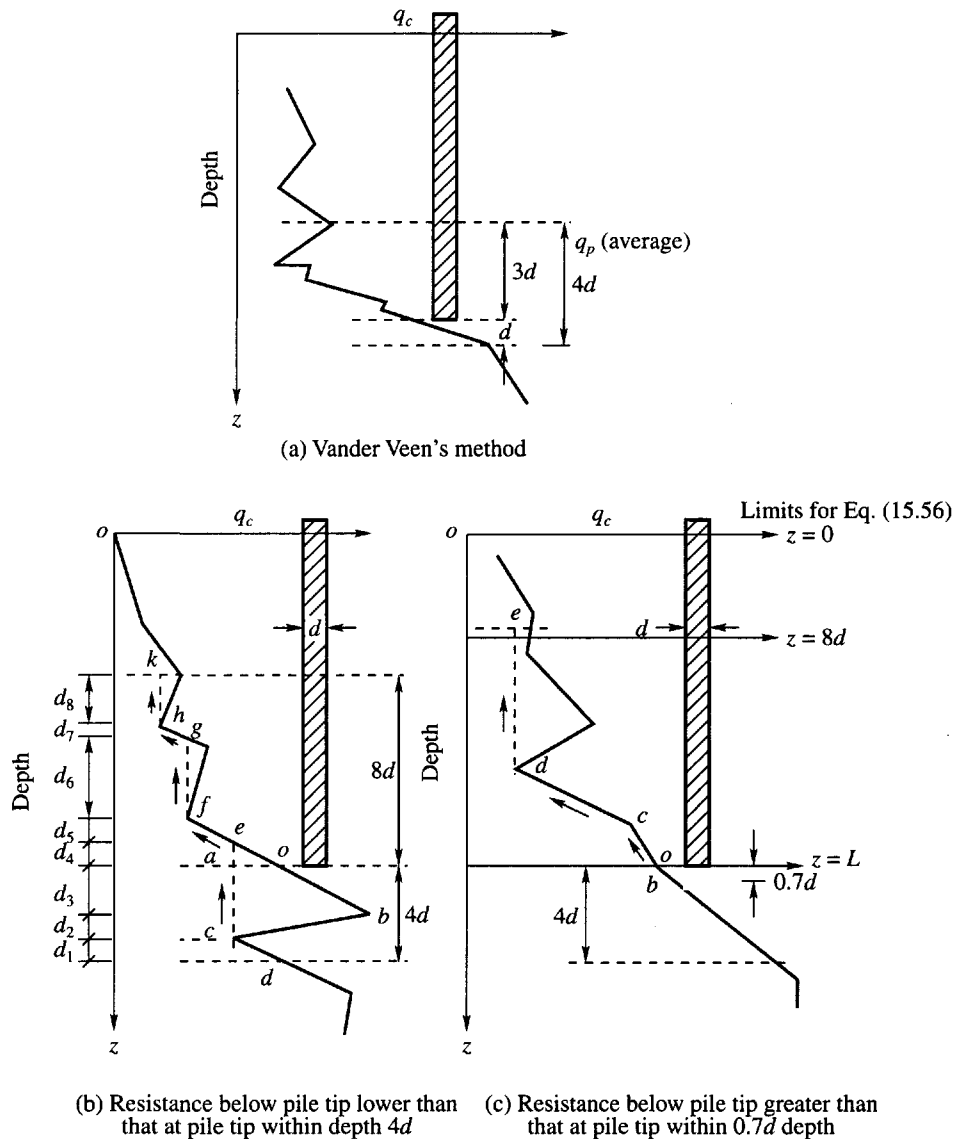 q_c
Depth
q_p (average)
3d
4d
d
z
(a) Vander Veen's method
Limits for Eq. (15.56)
o
q_c
z = 0
d
k
d_8
h
d_7
g
d_6
8d
Depth
f
d_5
e
d_4
a
o
d_3
b
4d
d_2
c
d_1
d
z
o
q_c
e
d
z = 8d
Depth
d
c
o
z = L
b
0.7d
4d
z
(b) Resistance below pile tip lower than
that at pile tip within depth 4d
(c) Resistance below pile tip greater than
that at pile tip within 0.7d depth